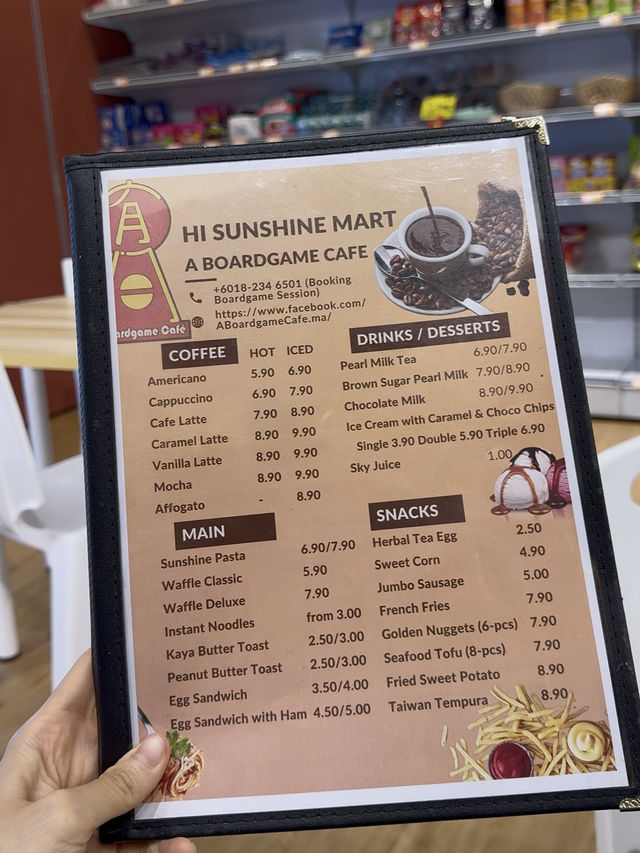 HI SUNSHINE MART
A BOARDGAME CAFE
+6018-234 6501 (Booking
Boardgame Session)
https://www.facebook.com/
ABoardgameCafe.ma/
ardgame Café
COFFEE HOT ICED
Americano 5.90 6.90
Cappuccino 6.90 7.90
Cafe Latte 7.90 8.90
Caramel Latte 8.90 9.90
Vanilla Latte 8.90 9.90
Mocha 8.90 9.90
Affogato - 8.90
DRINKS / DESSERTS
Pearl Milk Tea 6.90/7.90
Brown Sugar Pearl Milk 7.90/8.90
Chocolate Milk 8.90/9.90
Ice Cream with Caramel & Choco Chips
Single 3.90 Double 5.90 Triple 6.90
Sky Juice 1.00
MAIN
Sunshine Pasta 6.90/7.90
Waffle Classic 5.90
Waffle Deluxe 7.90
Instant Noodles from 3.00
Kaya Butter Toast 2.50/3.00
Peanut Butter Toast 2.50/3.00
Egg Sandwich 3.50/4.00
Egg Sandwich with Ham 4.50/5.00
SNACKS
Herbal Tea Egg 2.50
Sweet Corn 4.90
Jumbo Sausage 5.00
French Fries 7.90
Golden Nuggets (6-pcs) 7.90
Seafood Tofu (8-pcs) 7.90
Fried Sweet Potato 8.90
Taiwan Tempura 8.90